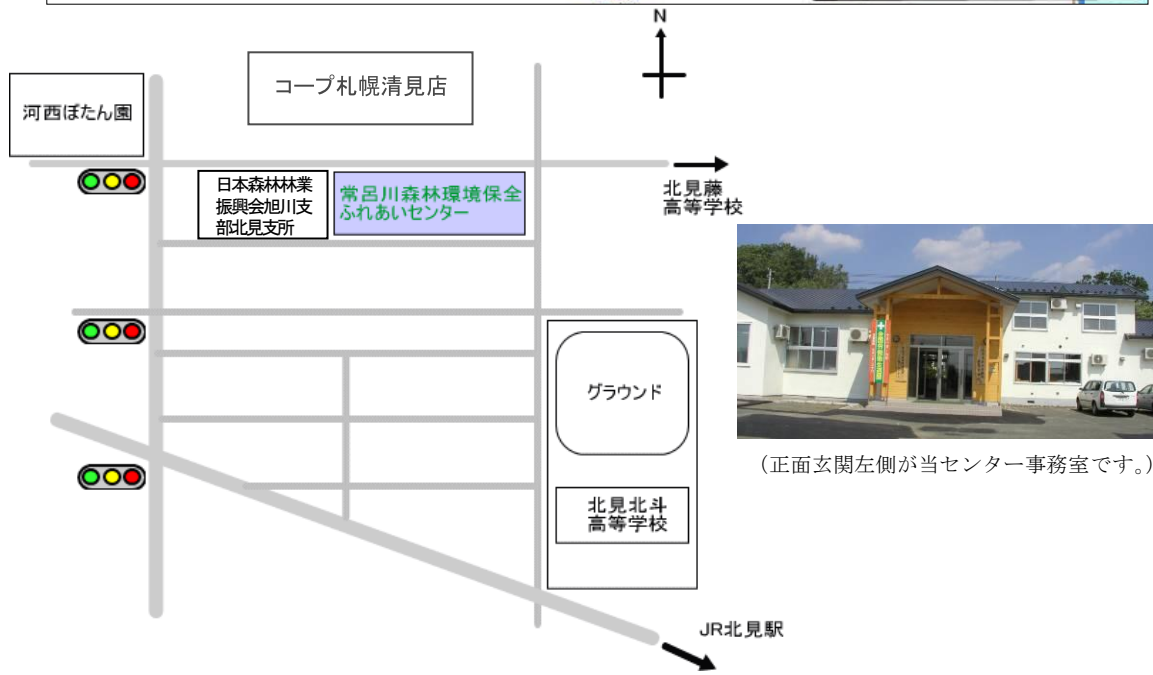 N
コープ札幌清見店
河西ぼたん園
日本森林林業
振興会旭川支
部北見支所
常呂川森林環境保全
ふれあいセンター
北見藤
高等学校
グラウンド
(正面玄関左側が当センター事務室です。)
北見北斗
高等学校
JR北見駅